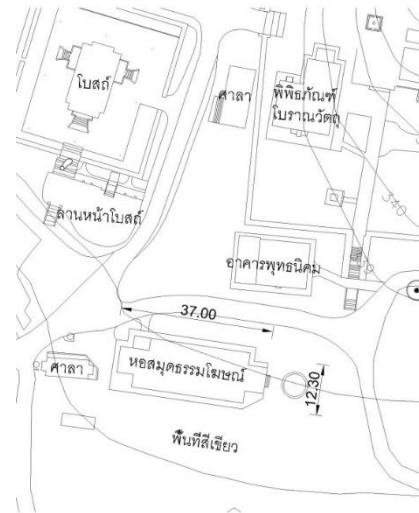 โบสถ์
ศาลา
พิพิธภัณฑ์
โบราณวัตถุ
ลานหน้าโบสถ์
340
อาคารพุทธนิคม
37.00
ศาลา
หอสมุดธรรมโฆษณ์
12.30
พื้นที่สีเขียว